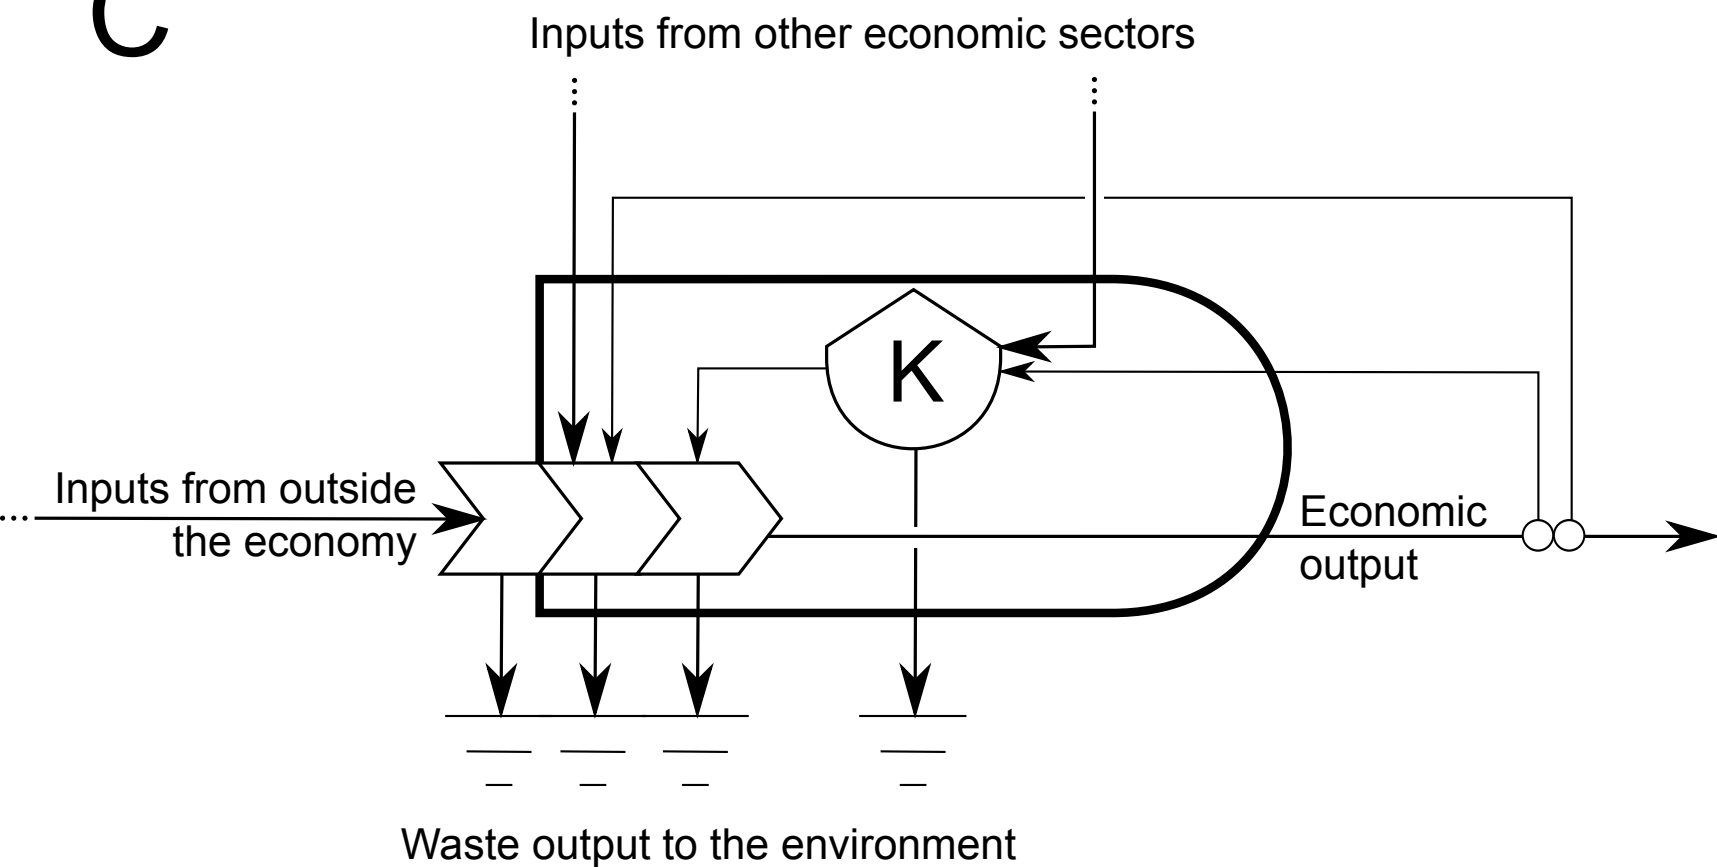 C
Inputs from other economic sectors
K
Inputs from outside
the economy
Economic
output
Waste output to the environment